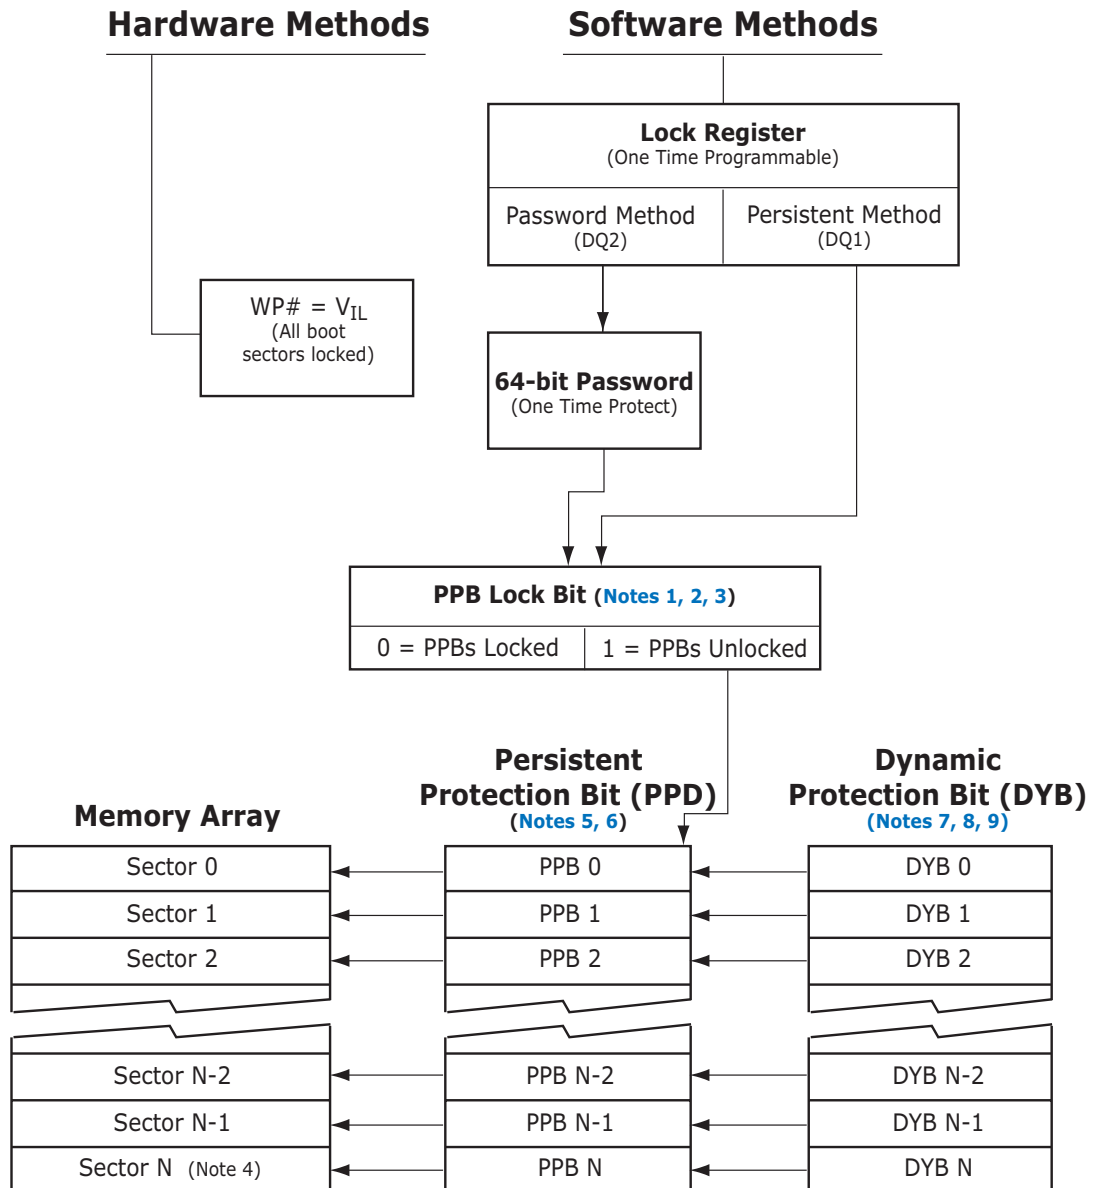 Hardware Methods
Software Methods
Lock Register
(One Time Programmable)
Password Method
(DQ2)
Persistent Method
(DQ1)
WP# = VIL
(All boot
sectors locked)
64-bit Password
(One Time Protect)
PPB Lock Bit (Notes 1, 2, 3)
0 = PPBs Locked
1 = PPBs Unlocked
Memory Array
Persistent
Protection Bit (PPD)
(Notes 5, 6)
Dynamic
Protection Bit (DYB)
(Notes 7, 8, 9)
Sector 0
PPB 0
DYB 0
Sector 1
PPB 1
DYB 1
Sector 2
PPB 2
DYB 2
Sector N-2
PPB N-2
DYB N-2
Sector N-1
PPB N-1
DYB N-1
Sector N (Note 4)
PPB N
DYB N